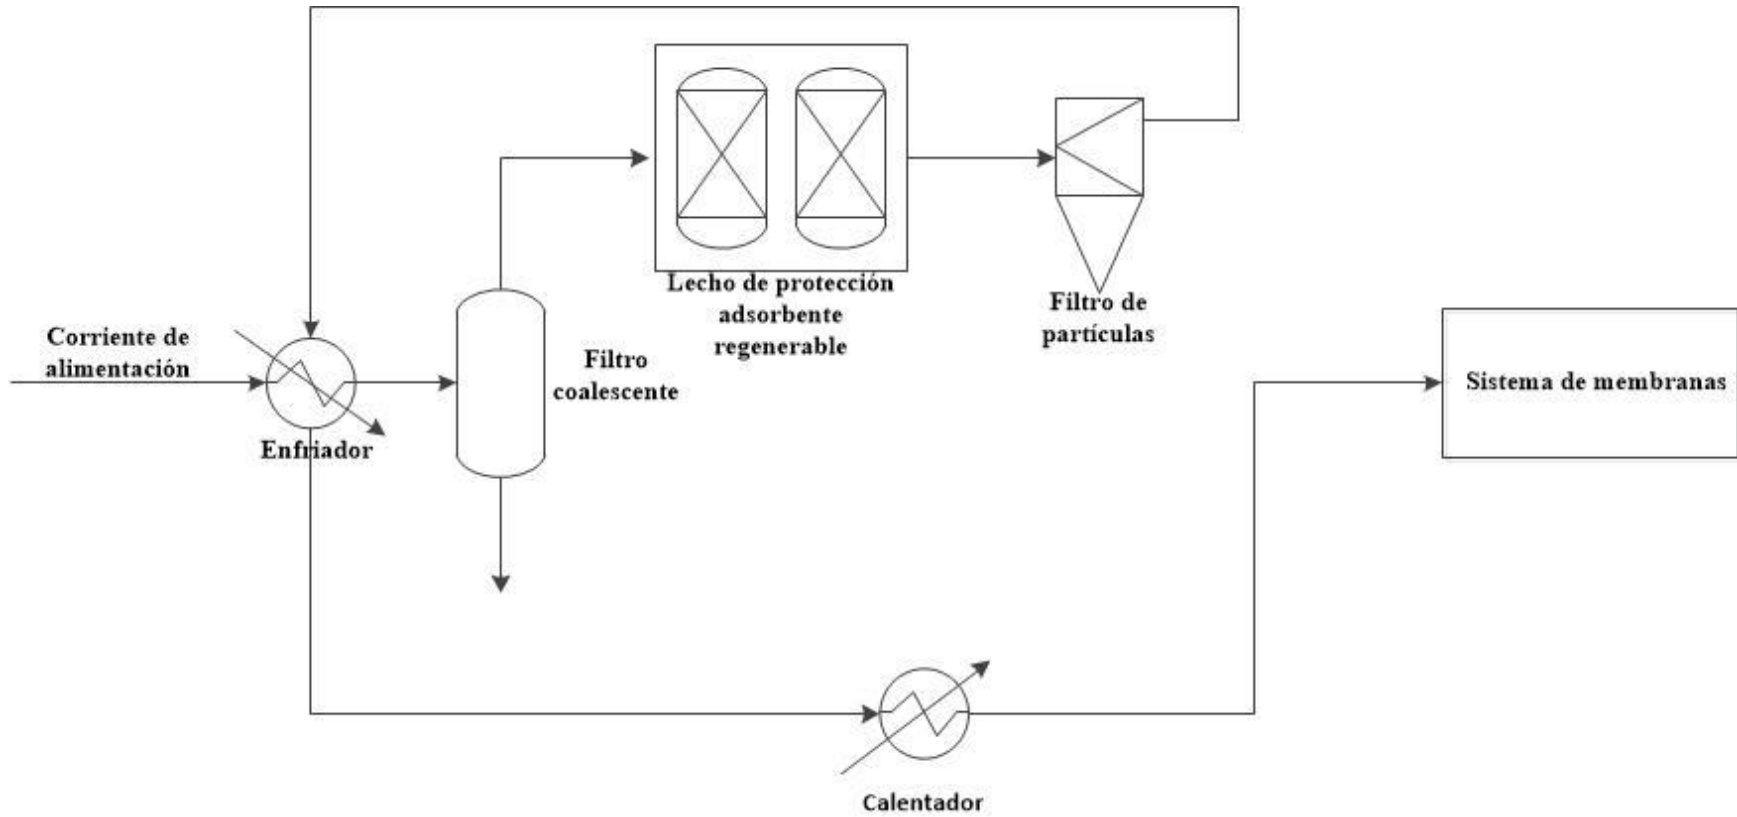 Corriente de
alimentación
Enfriador
Filtro
coalescente
Lecho de protección
adsorbente
regenerable
Filtro de
partículas
Sistema de membranas
Calentador